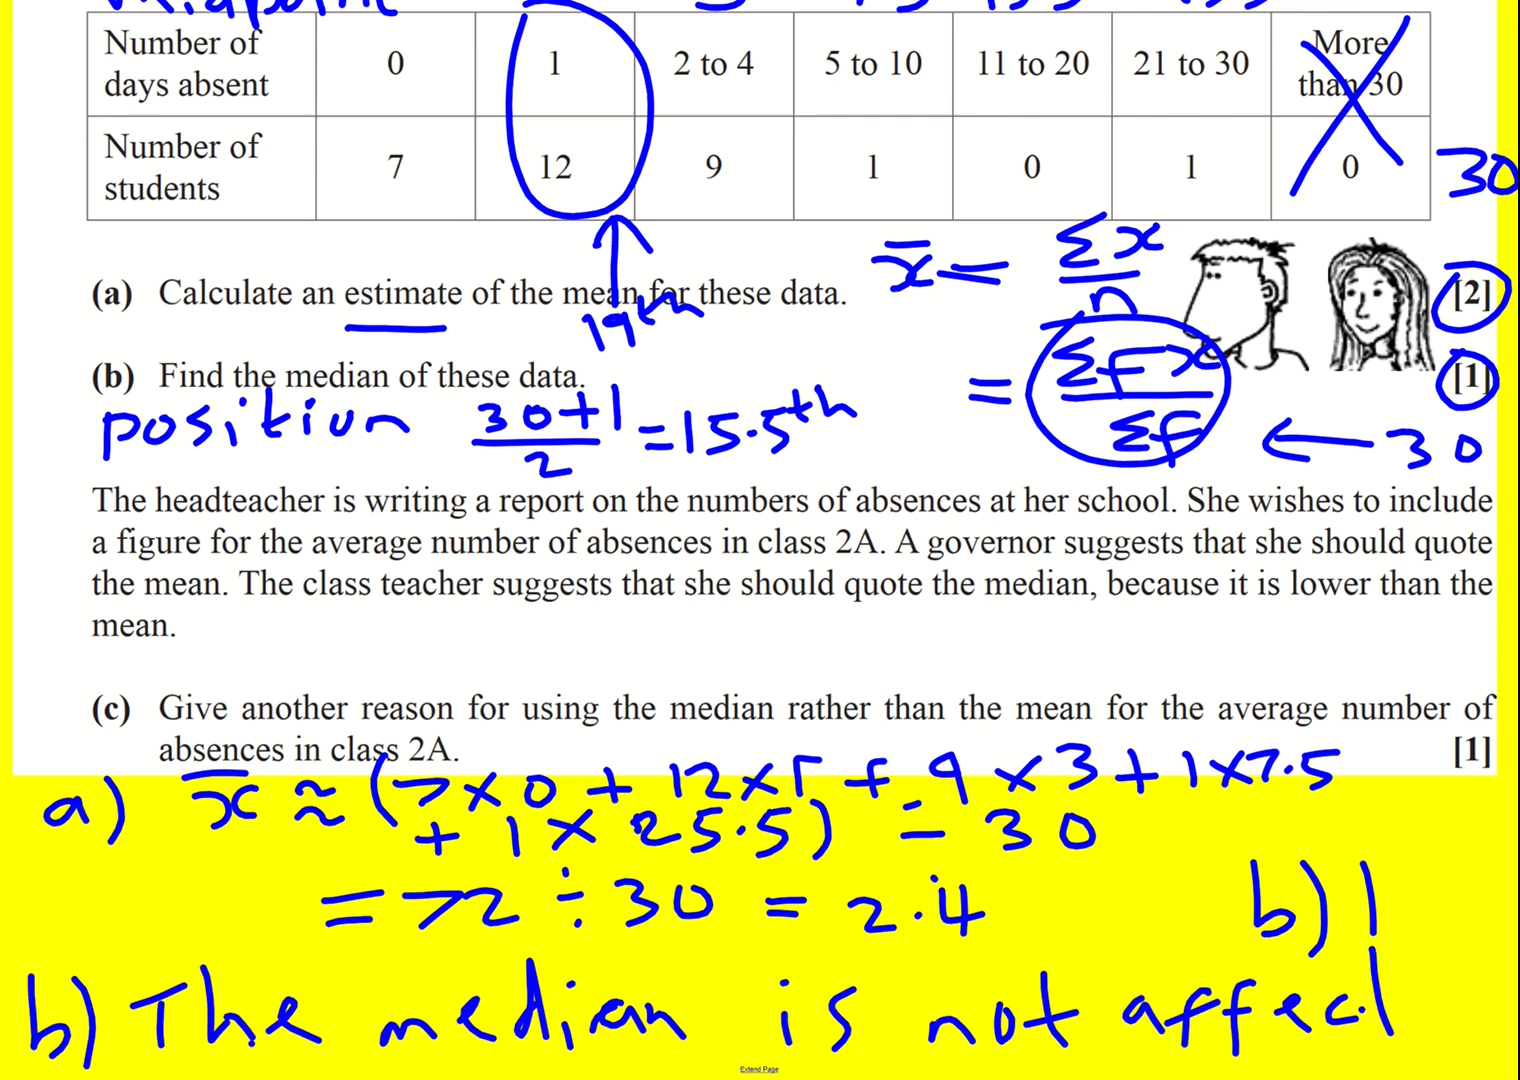 Number of days absent 0 1 2 to 4 5 to 10 11 to 20 21 to 30 More than 30
Number of students 7 12 9 1 0 1 0 30
x̄ = Σx/n
(a) Calculate an estimate of the mean for these data. [2]
19th
= Σfx/Σf ← 30
(b) Find the median of these data. [1]
position (30+1)/2 = 15.5th
The headteacher is writing a report on the numbers of absences at her school. She wishes to include
a figure for the average number of absences in class 2A. A governor suggests that she should quote
the mean. The class teacher suggests that she should quote the median, because it is lower than the
mean.
(c) Give another reason for using the median rather than the mean for the average number of
absences in class 2A. [1]
a) x̄ ≈ (7×0 + 12×1 + 9×3 + 1×7.5
+ 1×25.5) ÷ 30
= 72 ÷ 30 = 2.4
b) 1
b) The median is not affec
Extend Page